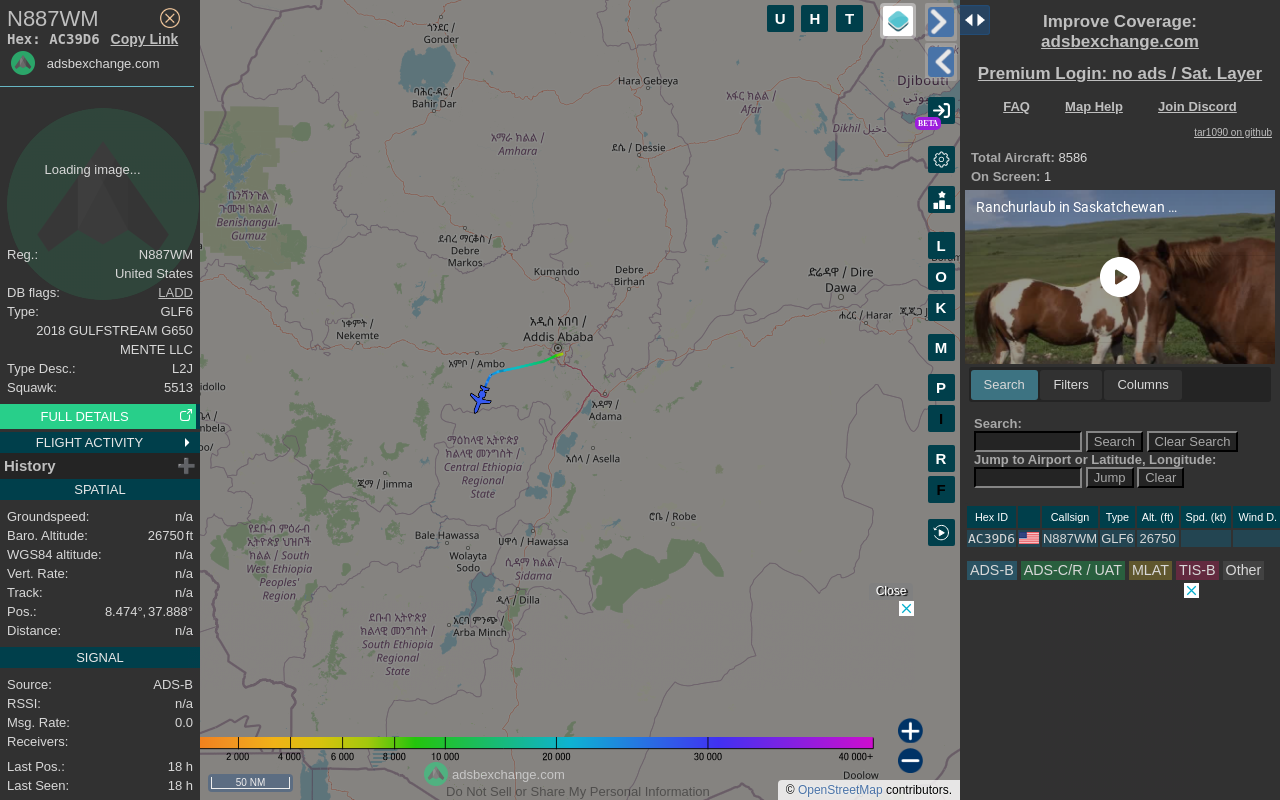 N887WM
Hex: AC39D6 Copy Link
adsbexchange.com
Loading image...
Reg.: N887WM
United States
DB flags: LADD
Type: GLF6
2018 GULFSTREAM G650
MENTE LLC
Type Desc.: L2J
Squawk: 5513
FULL DETAILS
FLIGHT ACTIVITY
History
SPATIAL
Groundspeed: n/a
Baro. Altitude: 26750 ft
WGS84 altitude: n/a
Vert. Rate: n/a
Track: n/a
Pos.: 8.474°, 37.888°
Distance: n/a
SIGNAL
Source: ADS-B
RSSI: n/a
Msg. Rate: 0.0
Receivers:
Last Pos.: 18 h
Last Seen: 18 h
U H T
ጎንደር /
Gonder
ባሕር-ዳር /
Bahir Dar
Hara Gebeya
አፋር ክልል /
Afar
Djibouti
جيبوتي
Dikhil دخيل
አማራ ክልል /
Amhara
ደሴ / Dessie
ቤንሻንጉል
ጉሙዝ ክልል /
Benishangul-
Gumuz
ደብረ ማርቆስ /
Debre
Markos
Kumando
Debre
Birhan
ድሬዳዋ / Dire
Dawa
ሐረር / Harar
ጂጂጋ /
ነቀምት /
Nekemte
አዲስ አበባ /
Addis Ababa
አምቦ / Ambo
አዳማ /
Adama
idollo
nbela
ማዕከላዊ ኢትዮጵያ
ክልላዊ መንግስት /
Central Ethiopia
Regional
State
አሰላ / Asella
ጂማ / Jimma
ሮቤ / Robe
የደቡብ ምዕራብ
ኢትዮጵያ ህዝቦች
ክልል / South
West Ethiopia
Peoples'
Region
Bale Hawassa
ሀዋሳ / Hawassa
Wolayta
Sodo
ሲዳማ ክልል /
Sidama
ዲላ / Dilla
ደቡብ ኢትዮጵያ
ክልላዊ መንግስት /
South Ethiopia
Regional
State
አርባ ምንጭ /
Arba Minch
BETA
L
O
K
M
P
I
R
F
Close
2 000 4 000 6 000 8 000 10 000 20 000 30 000 40 000+
50 NM
adsbexchange.com
Do Not Sell or Share My Personal Information
Doolow
© OpenStreetMap contributors.
Improve Coverage:
adsbexchange.com
Premium Login: no ads / Sat. Layer
FAQ Map Help Join Discord
tar1090 on github
Total Aircraft: 8586
On Screen: 1
Ranchurlaub in Saskatchewan …
Search Filters Columns
Search:
Search Clear Search
Jump to Airport or Latitude, Longitude:
Jump Clear
Hex ID Callsign Type Alt. (ft) Spd. (kt) Wind D.
AC39D6 N887WM GLF6 26750
ADS-B ADS-C/R / UAT MLAT TIS-B Other